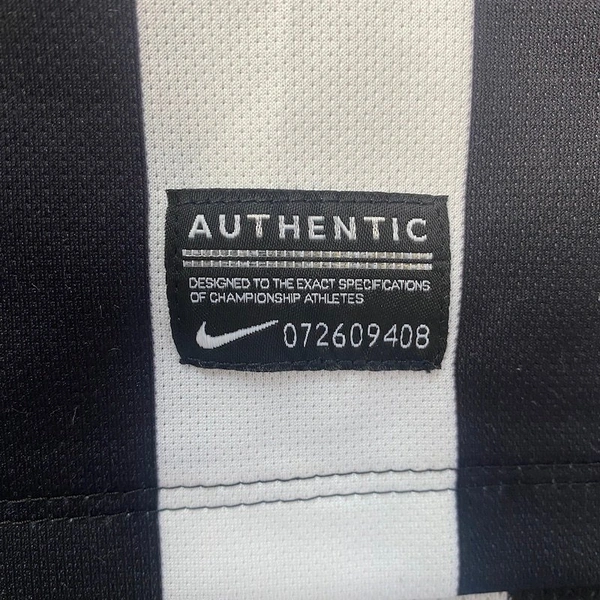 AUTHENTIC
DESIGNED TO THE EXACT SPECIFICATIONS
OF CHAMPIONSHIP ATHLETES
072609408